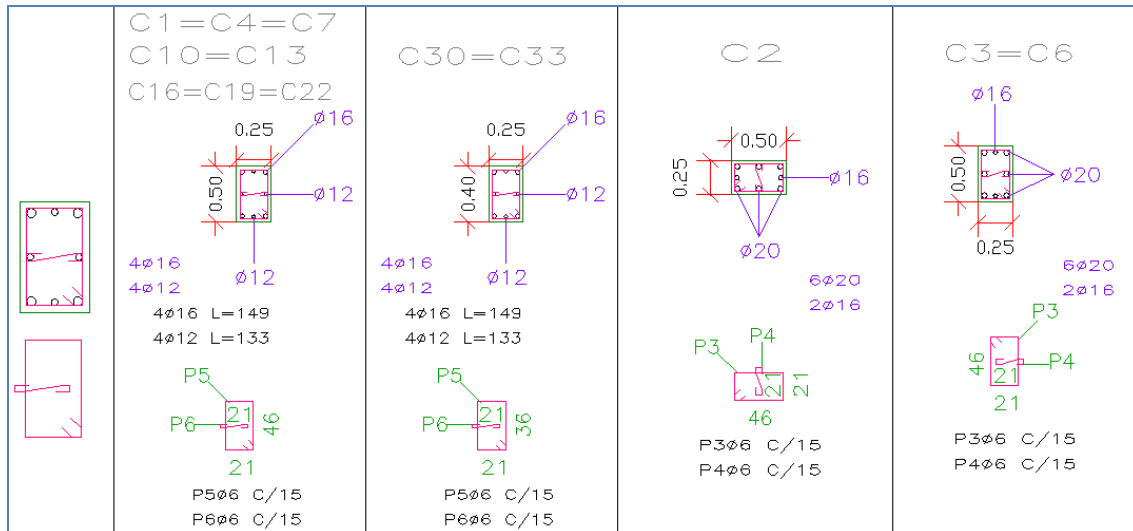 C1=C4=C7
C10=C13
C16=C19=C22
ø16
0.25
0.50
ø12
ø12
4ø16
4ø12
4ø16 L=149
4ø12 L=133
P5
21
46
P6
21
P5ø6 C/15
P6ø6 C/15
C30=C33
ø16
0.25
0.40
ø12
ø12
4ø16
4ø12
4ø16 L=149
4ø12 L=133
P5
21
36
P6
21
P5ø6 C/15
P6ø6 C/15
C2
0.50
0.25
ø16
ø20
6ø20
2ø16
P4
P3
21
21
46
P3ø6 C/15
P4ø6 C/15
C3=C6
ø16
0.50
ø20
0.25
6ø20
2ø16
P3
46
P4
21
21
P3ø6 C/15
P4ø6 C/15